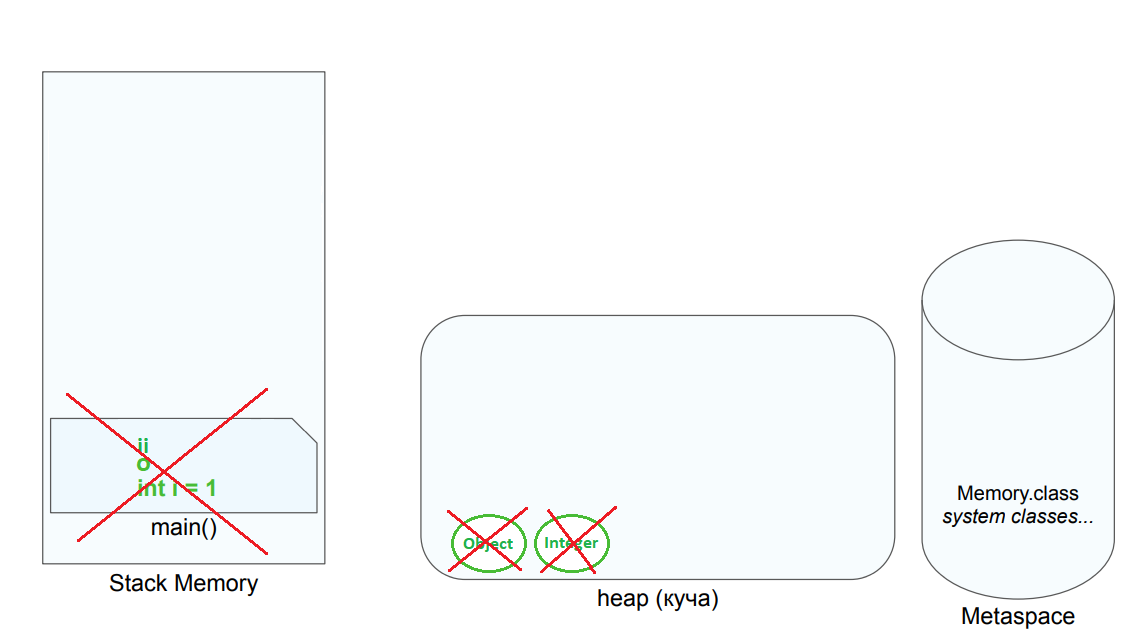 ii
o
int i = 1
main()
Stack Memory
Object
Integer
heap (куча)
Memory.class
system classes...
Metaspace